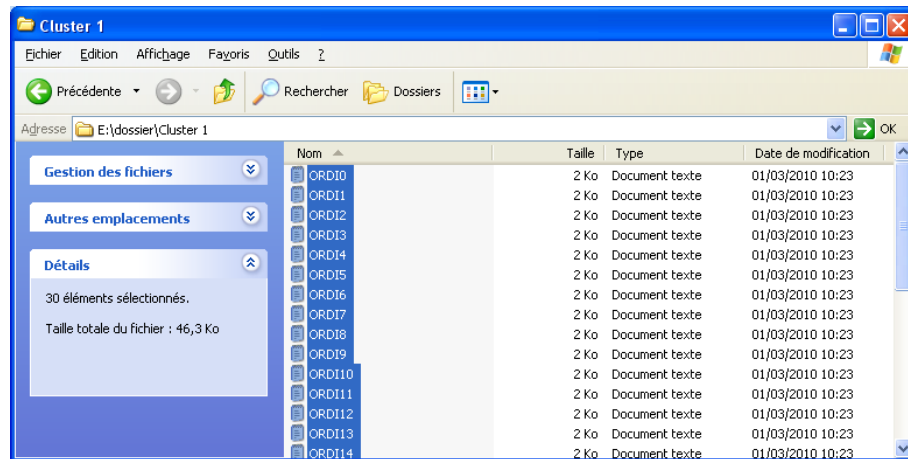 Cluster 1
Fichier Edition Affichage Favoris Outils ?
Précédente Rechercher Dossiers
Adresse E:\dossier\Cluster 1 OK
Gestion des fichiers
Autres emplacements
Détails
30 éléments sélectionnés.
Taille totale du fichier : 46,3 Ko
Nom Taille Type Date de modification
ORDI0 2 Ko Document texte 01/03/2010 10:23
ORDI1 2 Ko Document texte 01/03/2010 10:23
ORDI2 2 Ko Document texte 01/03/2010 10:23
ORDI3 2 Ko Document texte 01/03/2010 10:23
ORDI4 2 Ko Document texte 01/03/2010 10:23
ORDI5 2 Ko Document texte 01/03/2010 10:23
ORDI6 2 Ko Document texte 01/03/2010 10:23
ORDI7 2 Ko Document texte 01/03/2010 10:23
ORDI8 2 Ko Document texte 01/03/2010 10:23
ORDI9 2 Ko Document texte 01/03/2010 10:23
ORDI10 2 Ko Document texte 01/03/2010 10:23
ORDI11 2 Ko Document texte 01/03/2010 10:23
ORDI12 2 Ko Document texte 01/03/2010 10:23
ORDI13 2 Ko Document texte 01/03/2010 10:23
ORDI14 2 Ko Document texte 01/03/2010 10:23